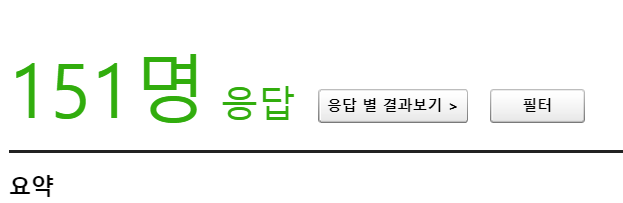 151명 응답 응답 별 결과보기 > 필터
요약